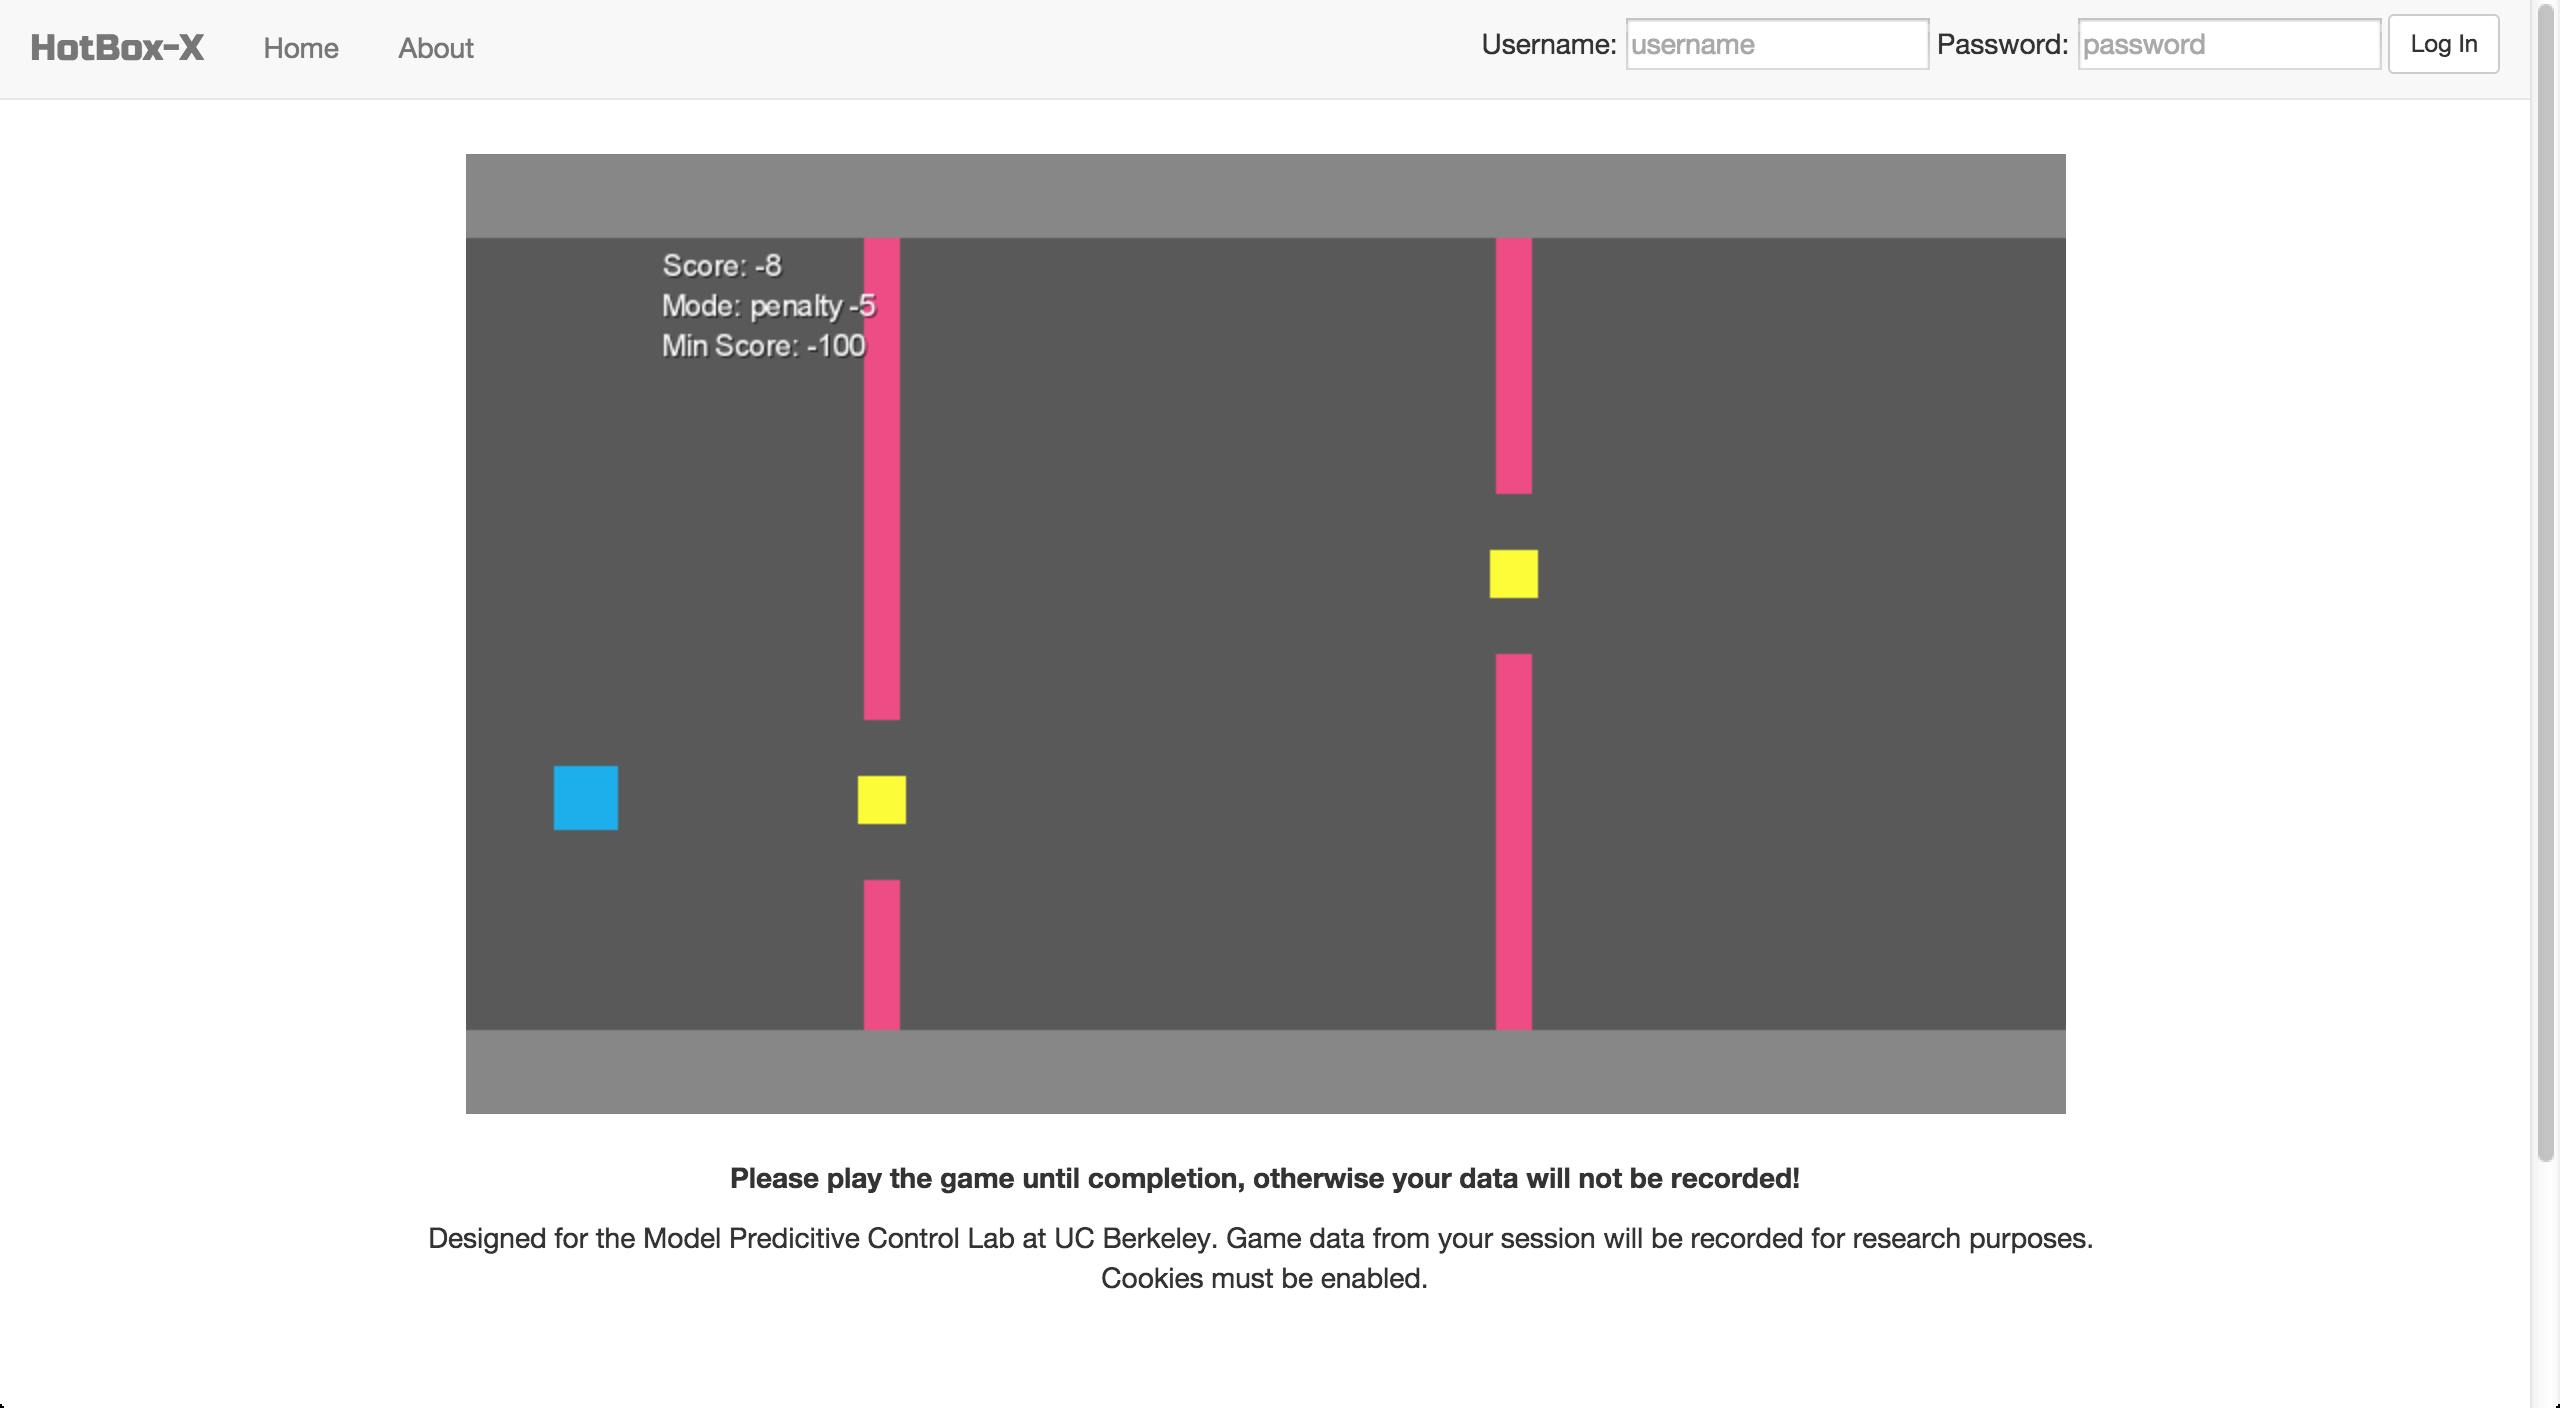 HotBox-X Home About Username: username Password: password Log In
Score: -8
Mode: penalty -5
Min Score: -100
Please play the game until completion, otherwise your data will not be recorded!
Designed for the Model Predicitive Control Lab at UC Berkeley. Game data from your session will be recorded for research purposes.
Cookies must be enabled.